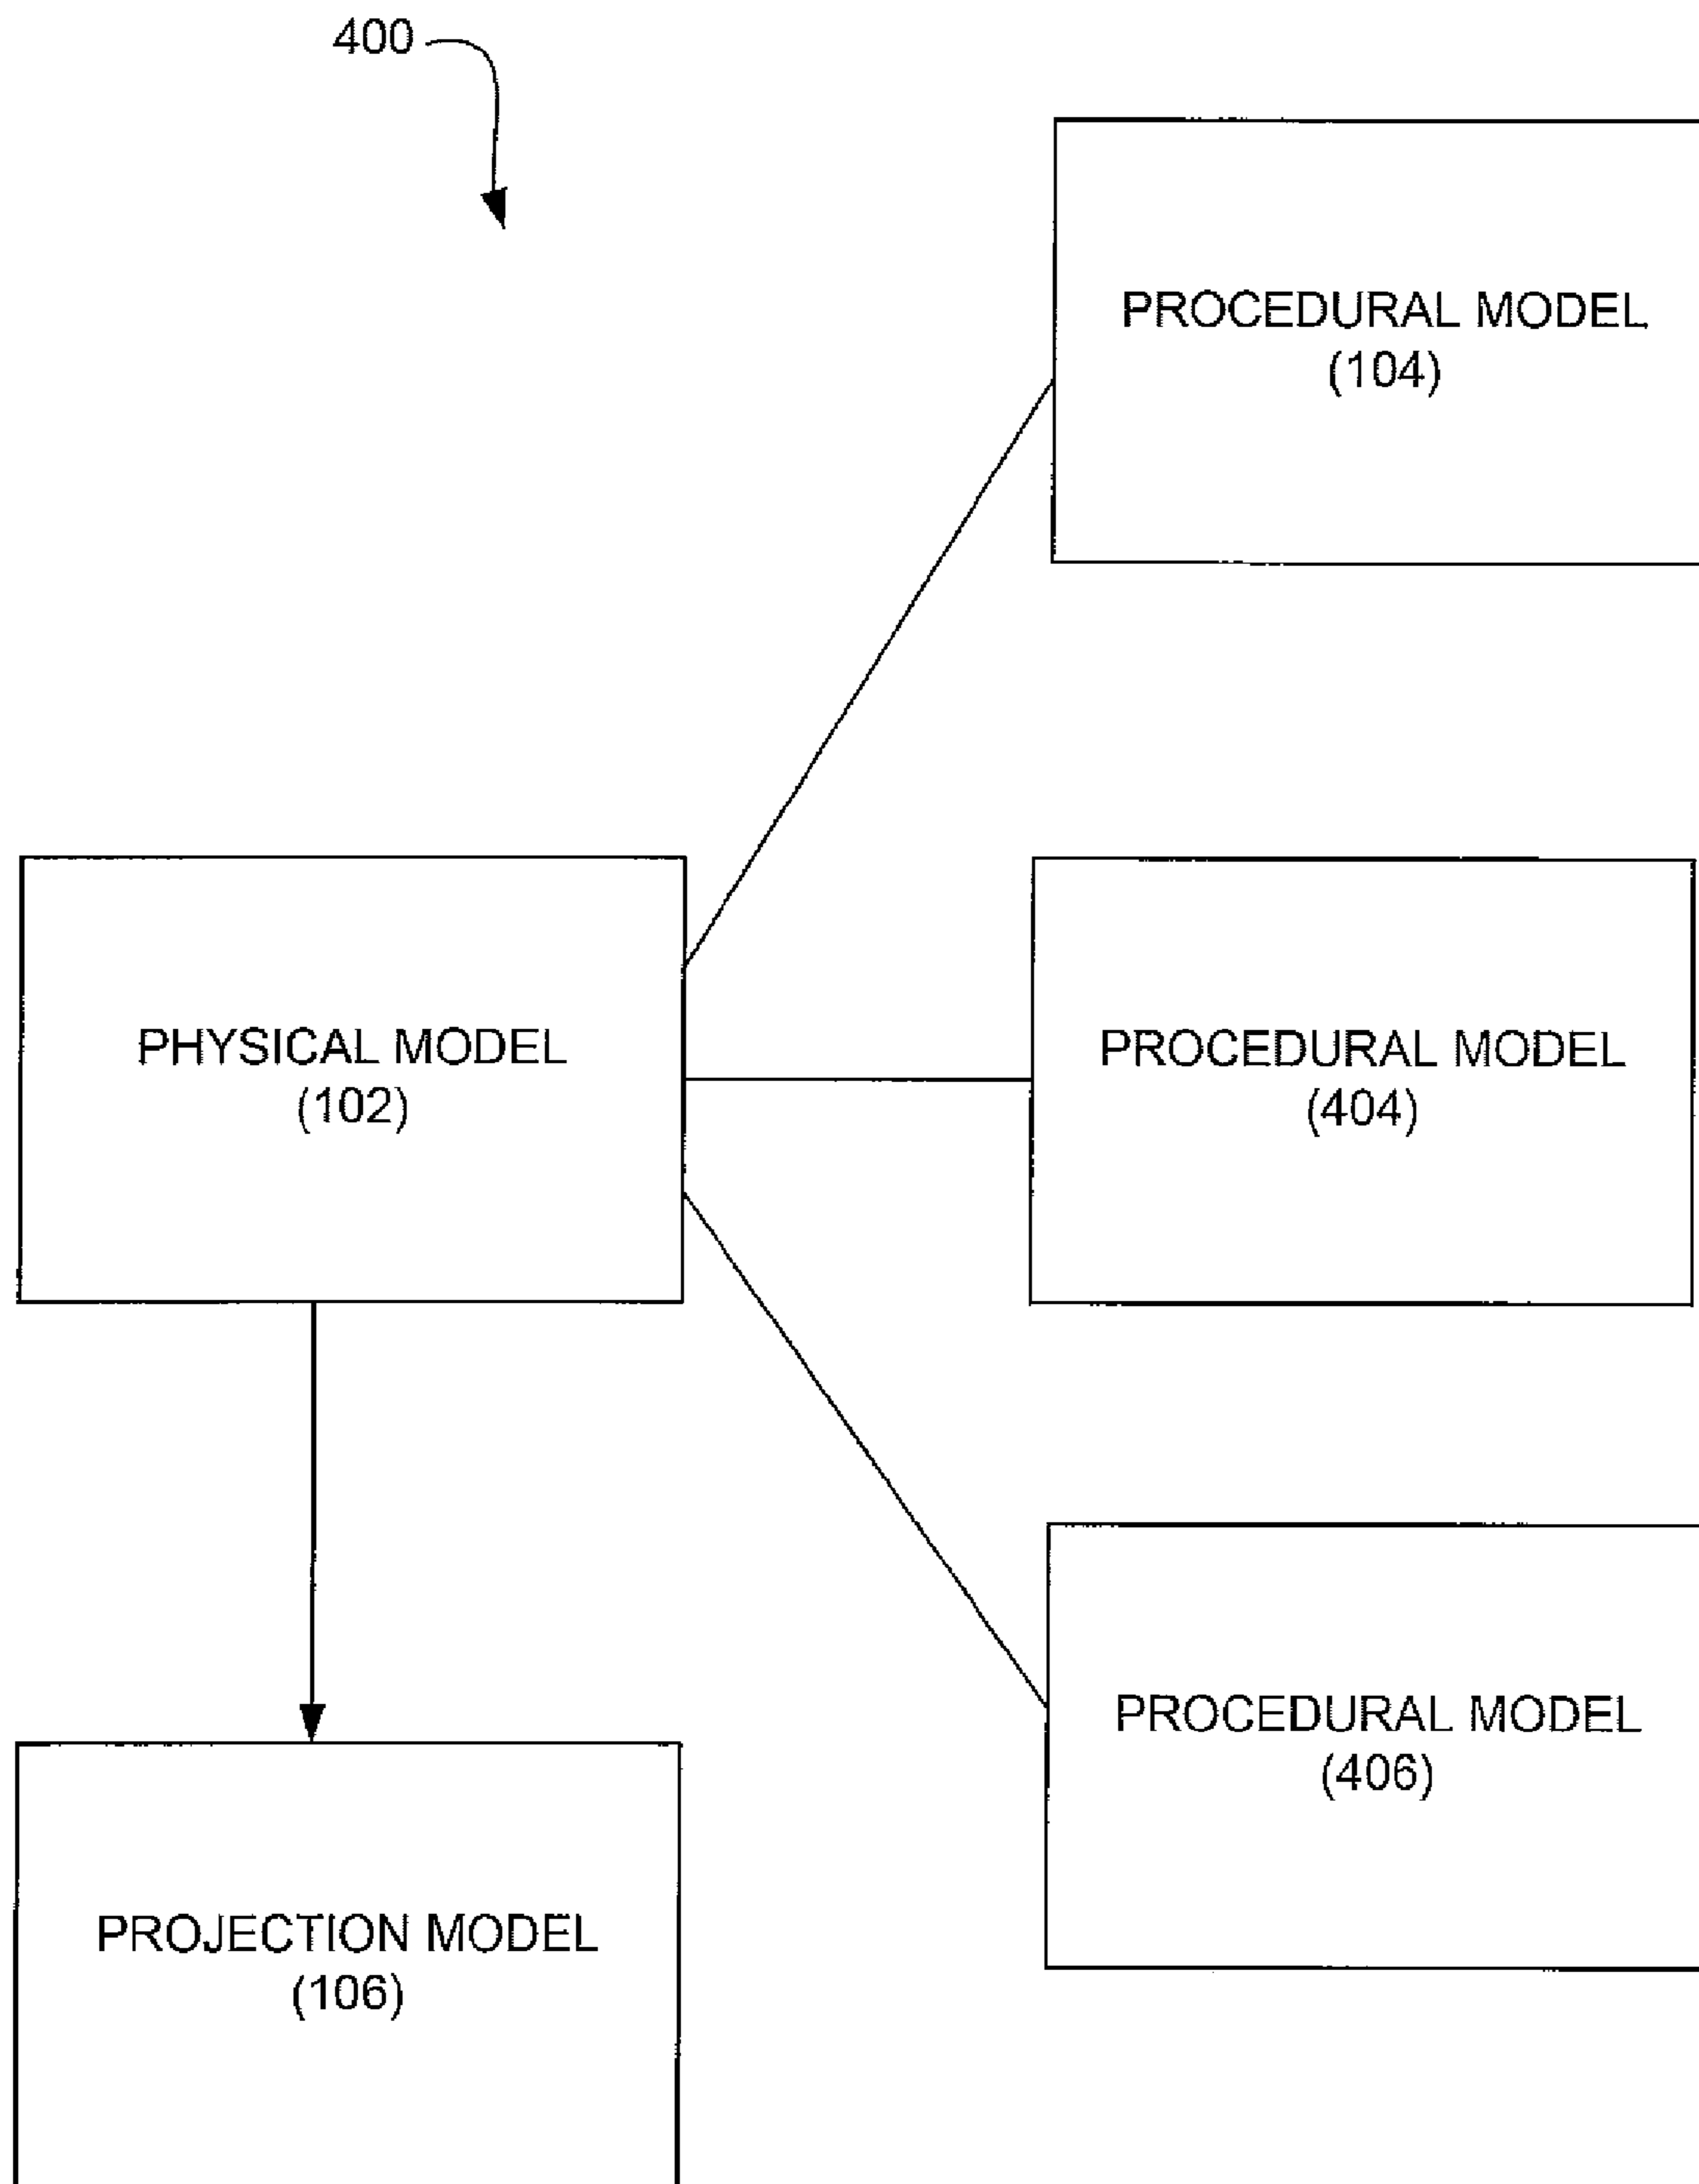 400
PROCEDURAL MODEL
(104)
PHYSICAL MODEL
(102)
PROCEDURAL MODEL
(404)
PROCEDURAL MODEL
(406)
PROJECTION MODEL
(106)